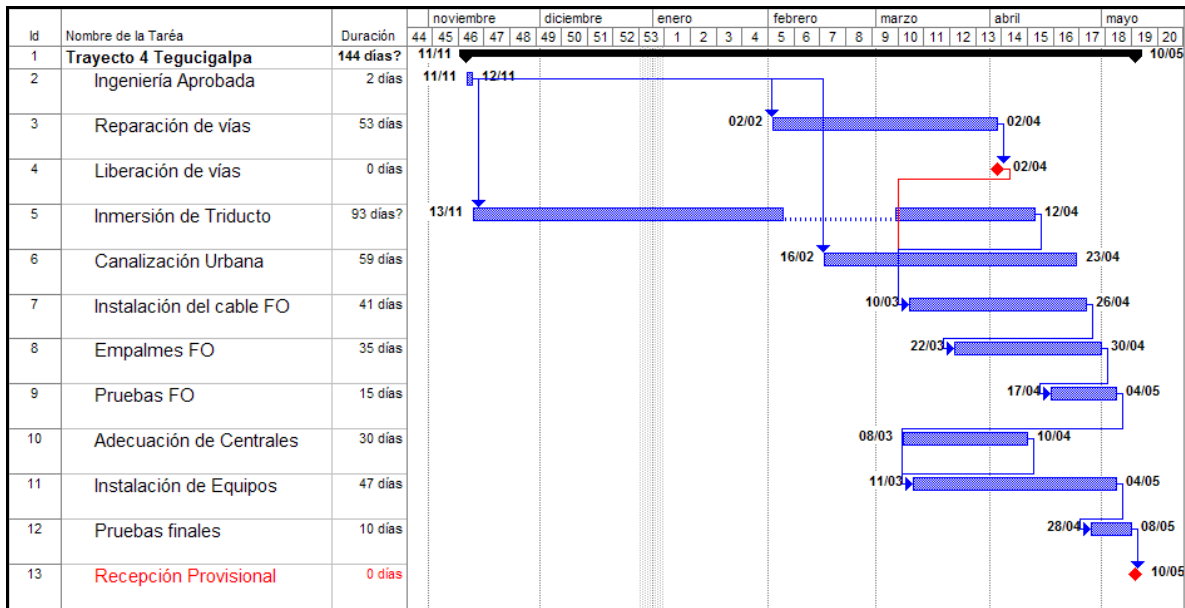 noviembre diciembre enero febrero marzo abril mayo
Id Nombre de la Taréa Duración 44 45 46 47 48 49 50 51 52 53 1 2 3 4 5 6 7 8 9 10 11 12 13 14 15 16 17 18 19 20
1 Trayecto 4 Tegucigalpa 144 días? 11/11 10/05
2 Ingeniería Aprobada 2 días 11/11 12/11
3 Reparación de vías 53 días 02/02 02/04
4 Liberación de vías 0 días 02/04
5 Inmersión de Triducto 93 días? 13/11 12/04
6 Canalización Urbana 59 días 16/02 23/04
7 Instalación del cable FO 41 días 10/03 26/04
8 Empalmes FO 35 días 22/03 30/04
9 Pruebas FO 15 días 17/04 04/05
10 Adecuación de Centrales 30 días 08/03 10/04
11 Instalación de Equipos 47 días 11/03 04/05
12 Pruebas finales 10 días 28/04 08/05
13 Recepción Provisional 0 días 10/05